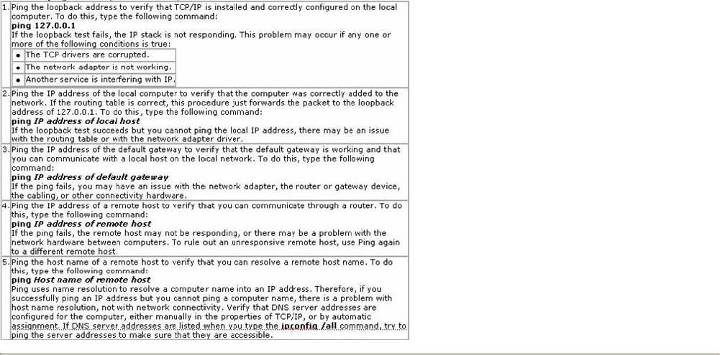 1. Ping the loopback address to verify that TCP/IP is installed and correctly configured on the local
computer. To do this, type the following command:
ping 127.0.0.1
If the loopback test fails, the IP stack is not responding. This problem may occur if any one or
more of the following conditions is true:
• The TCP drivers are corrupted.
• The network adapter is not working.
• Another service is interfering with IP.
2. Ping the IP address of the local computer to verify that the computer was correctly added to the
network. If the routing table is correct, this procedure just forwards the packet to the loopback
address of 127.0.0.1. To do this, type the following command:
ping IP address of local host
If the loopback test succeeds but you cannot ping the local IP address, there may be an issue
with the routing table or with the network adapter driver.
3. Ping the IP address of the default gateway to verify that the default gateway is working and that
you can communicate with a local host on the local network. To do this, type the following
command:
ping IP address of default gateway
If the ping fails, you may have an issue with the network adapter, the router or gateway device,
the cabling, or other connectivity hardware.
4. Ping the IP address of a remote host to verify that you can communicate through a router. To do
this, type the following command:
ping IP address of remote host
If the ping fails, the remote host may not be responding, or there may be a problem with the
network hardware between computers. To rule out an unresponsive remote host, use Ping again
to a different remote host.
5. Ping the host name of a remote host to verify that you can resolve a remote host name. To do
this, type the following command:
ping Host name of remote host
Ping uses name resolution to resolve a computer name into an IP address. Therefore, if you
successfully ping an IP address but you cannot ping a computer name, there is a problem with
host name resolution, not with network connectivity. Verify that DNS server addresses are
configured for the computer, either manually in the properties of TCP/IP, or by automatic
assignment. If DNS server addresses are listed when you type the ipconfig /all command, try to
ping the server addresses to make sure that they are accessible.